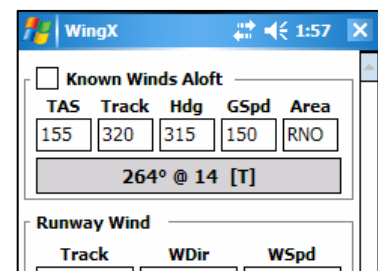 WingX 1:57
Known Winds Aloft
TAS Track Hdg GSpd Area
155 320 315 150 RNO
264º @ 14 [T]
Runway Wind
Track WDir WSpd